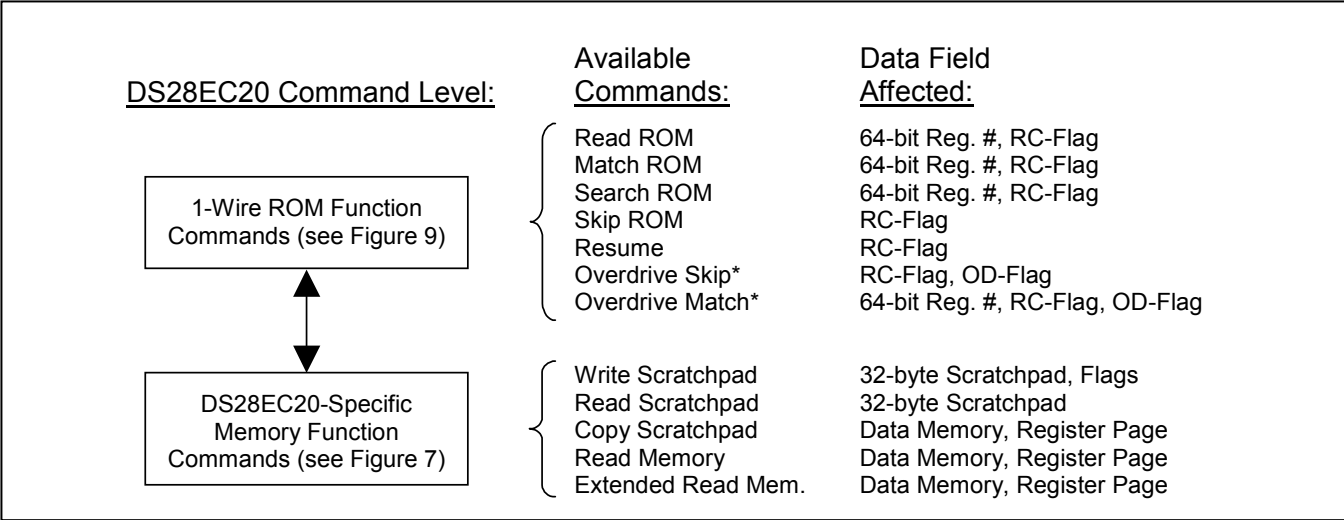 DS28EC20 Command Level:
Available
Commands:
Data Field
Affected:
1-Wire ROM Function
Commands (see Figure 9)
Read ROM 64-bit Reg. #, RC-Flag
Match ROM 64-bit Reg. #, RC-Flag
Search ROM 64-bit Reg. #, RC-Flag
Skip ROM RC-Flag
Resume RC-Flag
Overdrive Skip* RC-Flag, OD-Flag
Overdrive Match* 64-bit Reg. #, RC-Flag, OD-Flag
DS28EC20-Specific
Memory Function
Commands (see Figure 7)
Write Scratchpad 32-byte Scratchpad, Flags
Read Scratchpad 32-byte Scratchpad
Copy Scratchpad Data Memory, Register Page
Read Memory Data Memory, Register Page
Extended Read Mem. Data Memory, Register Page